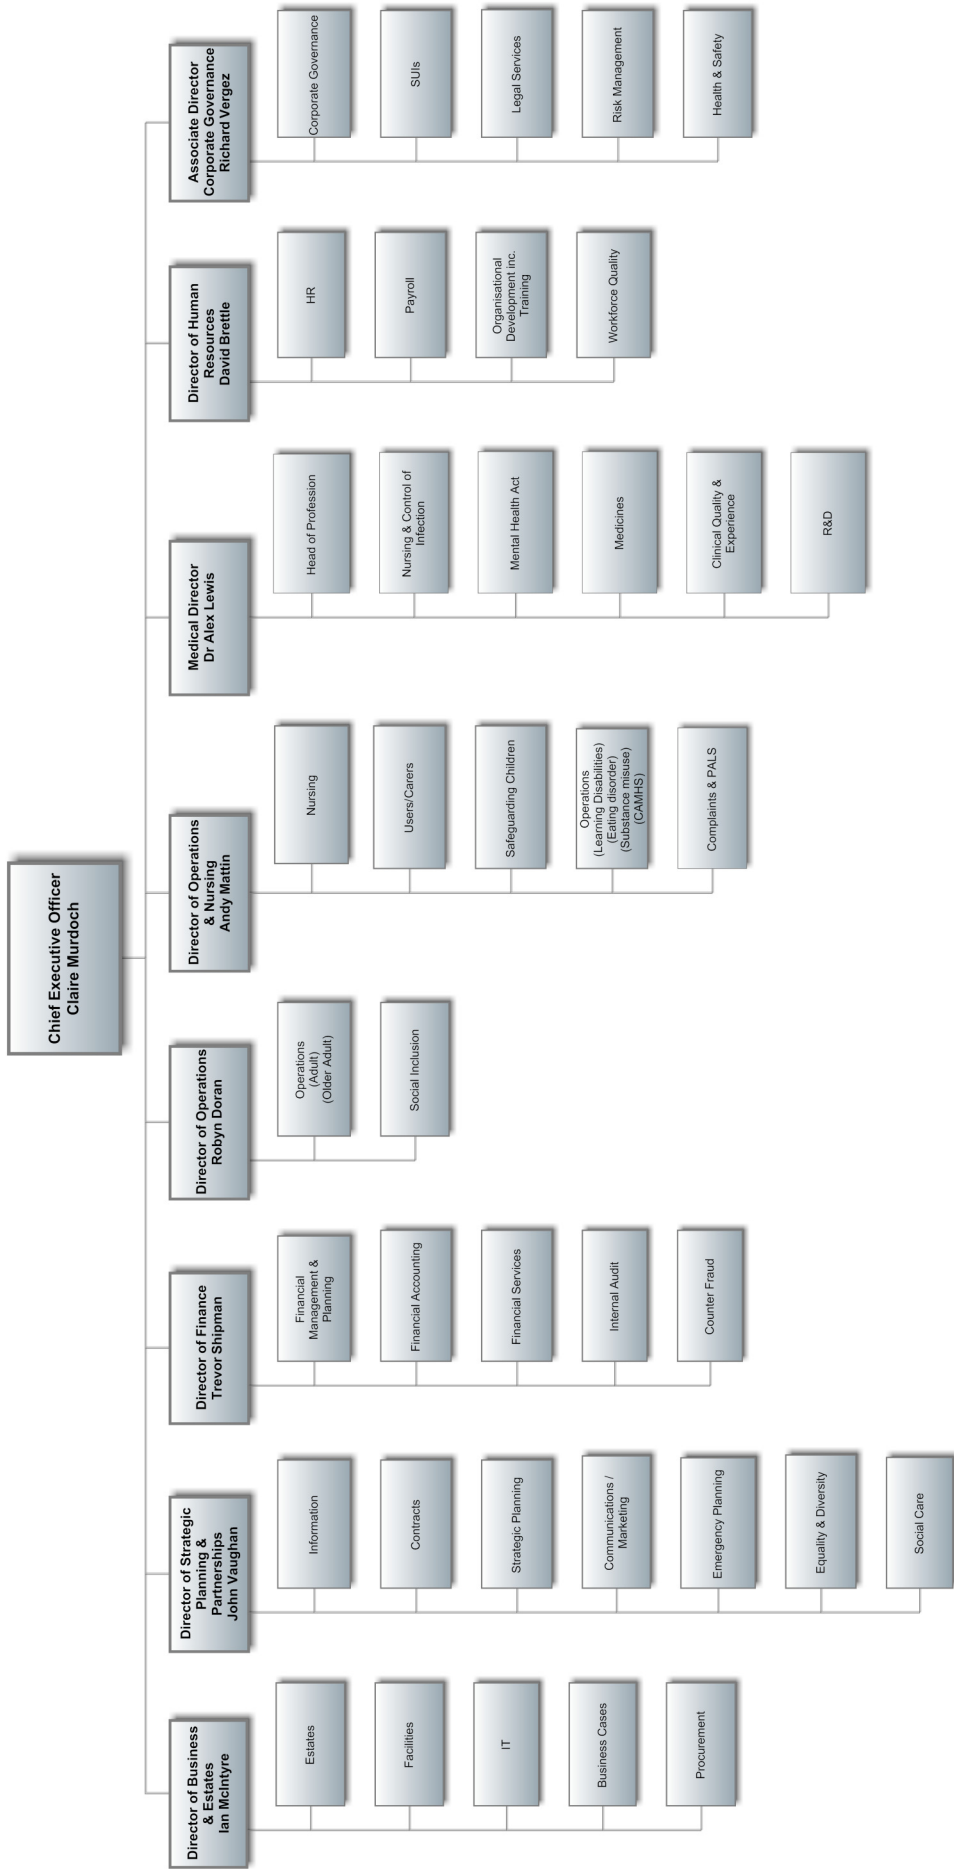 Chief Executive Officer
Claire Murdoch
Director of Business
& Estates
Ian McIntyre
Estates
Facilities
IT
Business Cases
Procurement
Director of Strategic
Planning &
Partnerships
John Vaughan
Information
Contracts
Strategic Planning
Communications /
Marketing
Emergency Planning
Equality & Diversity
Social Care
Director of Finance
Trevor Shipman
Financial
Management &
Planning
Financial Accounting
Financial Services
Internal Audit
Counter Fraud
Director of Operations
Robyn Doran
Operations
(Adult)
(Older Adult)
Social Inclusion
Director of Operations
& Nursing
Andy Mattin
Nursing
Users/Carers
Safeguarding Children
Operations
(Learning Disabilities)
(Eating disorder)
(Substance misuse)
(CAMHS)
Complaints & PALS
Medical Director
Dr Alex Lewis
Head of Profession
Nursing & Control of
Infection
Mental Health Act
Medicines
Clinical Quality &
Experience
R&D
Director of Human
Resources
David Brettle
HR
Payroll
Organisational
Development inc.
Training
Workforce Quality
Associate Director
Corporate Governance
Richard Vergez
Corporate Governance
SUIs
Legal Services
Risk Management
Health & Safety